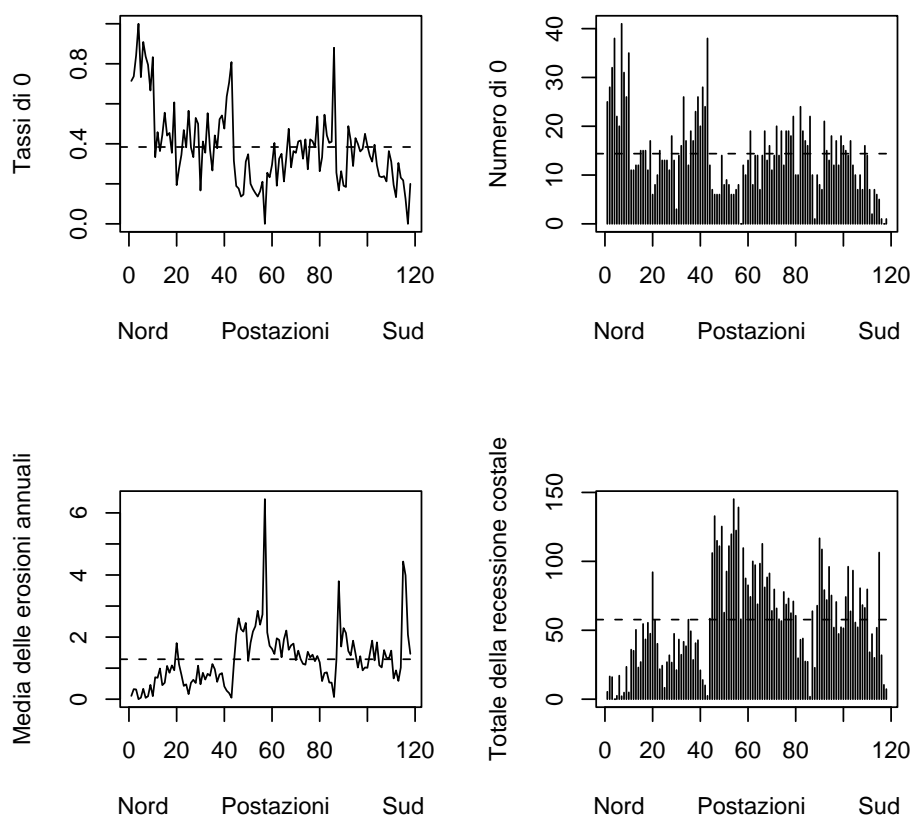 Tassi di 0
0.0 0.4 0.8
0 20 40 60 80 120
Nord Postazioni Sud
Numero di 0
0 10 20 30 40
0 20 40 60 80 120
Nord Postazioni Sud
Media delle erosioni annuali
0 2 4 6
0 20 40 60 80 120
Nord Postazioni Sud
Totale della recessione costale
0 50 100 150
0 20 40 60 80 120
Nord Postazioni Sud